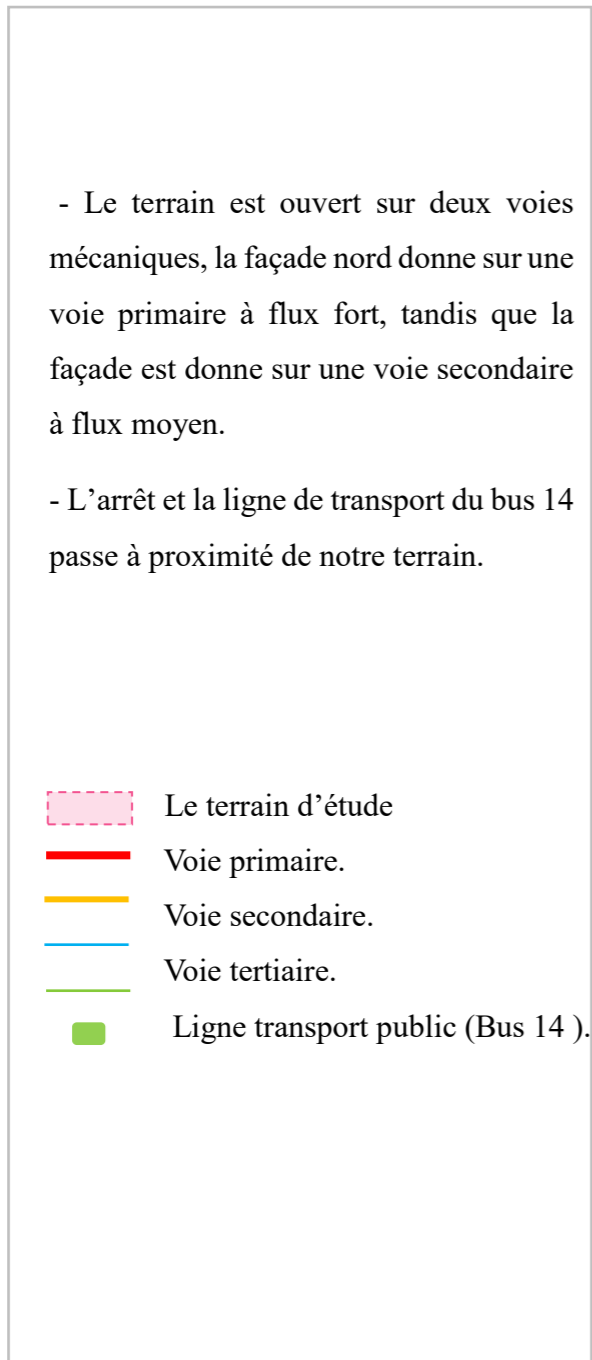 - Le terrain est ouvert sur deux voies
mécaniques, la façade nord donne sur une
voie primaire à flux fort, tandis que la
façade est donne sur une voie secondaire
à flux moyen.
- L’arrêt et la ligne de transport du bus 14
passe à proximité de notre terrain.
Le terrain d’étude
Voie primaire.
Voie secondaire.
Voie tertiaire.
Ligne transport public (Bus 14 ).